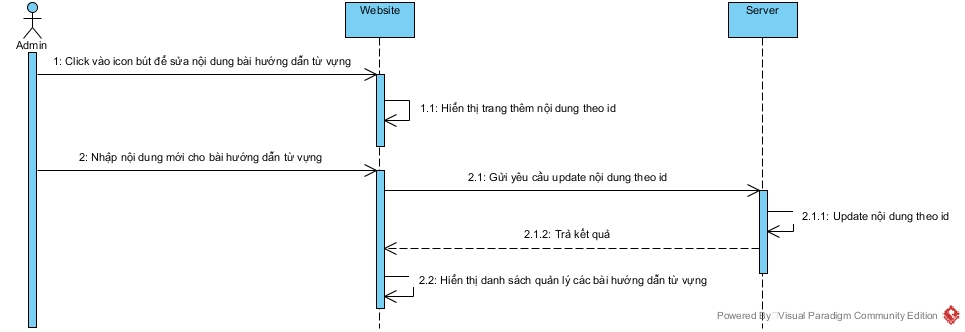 Website
Server
Admin
1: Click vào icon bút để sửa nội dung bài hướng dẫn từ vựng
1.1: Hiển thị trang thêm nội dung theo id
2: Nhập nội dung mới cho bài hướng dẫn từ vựng
2.1: Gửi yêu cầu update nội dung theo id
2.1.1: Update nội dung theo id
2.1.2: Trả kết quả
2.2: Hiển thị danh sách quản lý các bài hướng dẫn từ vựng
Powered By Visual Paradigm Community Edition